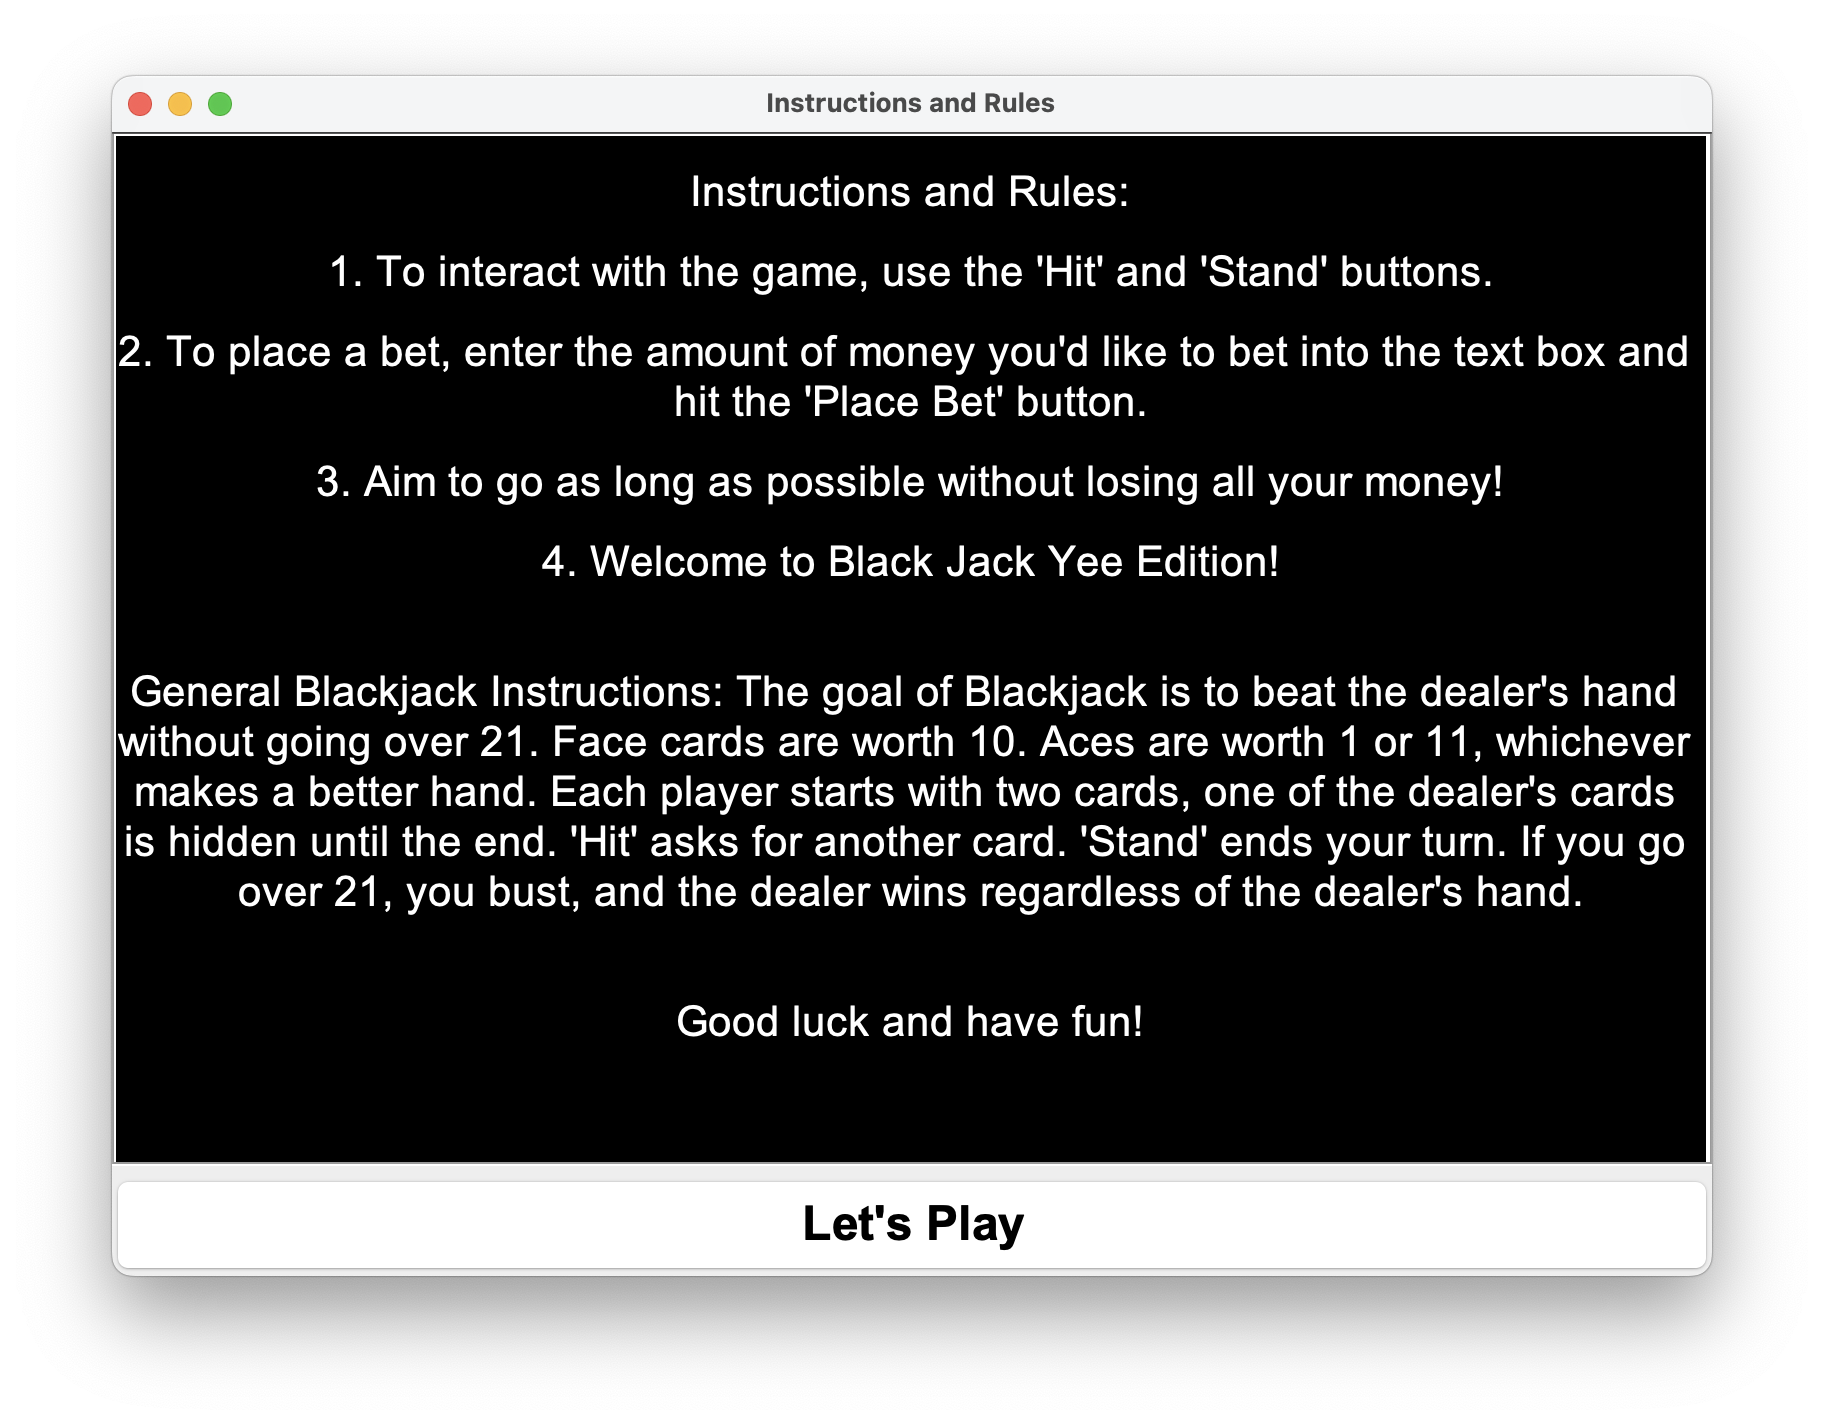 Instructions and Rules
Instructions and Rules:
1. To interact with the game, use the 'Hit' and 'Stand' buttons.
2. To place a bet, enter the amount of money you'd like to bet into the text box and
hit the 'Place Bet' button.
3. Aim to go as long as possible without losing all your money!
4. Welcome to Black Jack Yee Edition!
General Blackjack Instructions: The goal of Blackjack is to beat the dealer's hand
without going over 21. Face cards are worth 10. Aces are worth 1 or 11, whichever
makes a better hand. Each player starts with two cards, one of the dealer's cards
is hidden until the end. 'Hit' asks for another card. 'Stand' ends your turn. If you go
over 21, you bust, and the dealer wins regardless of the dealer's hand.
Good luck and have fun!
Let's Play